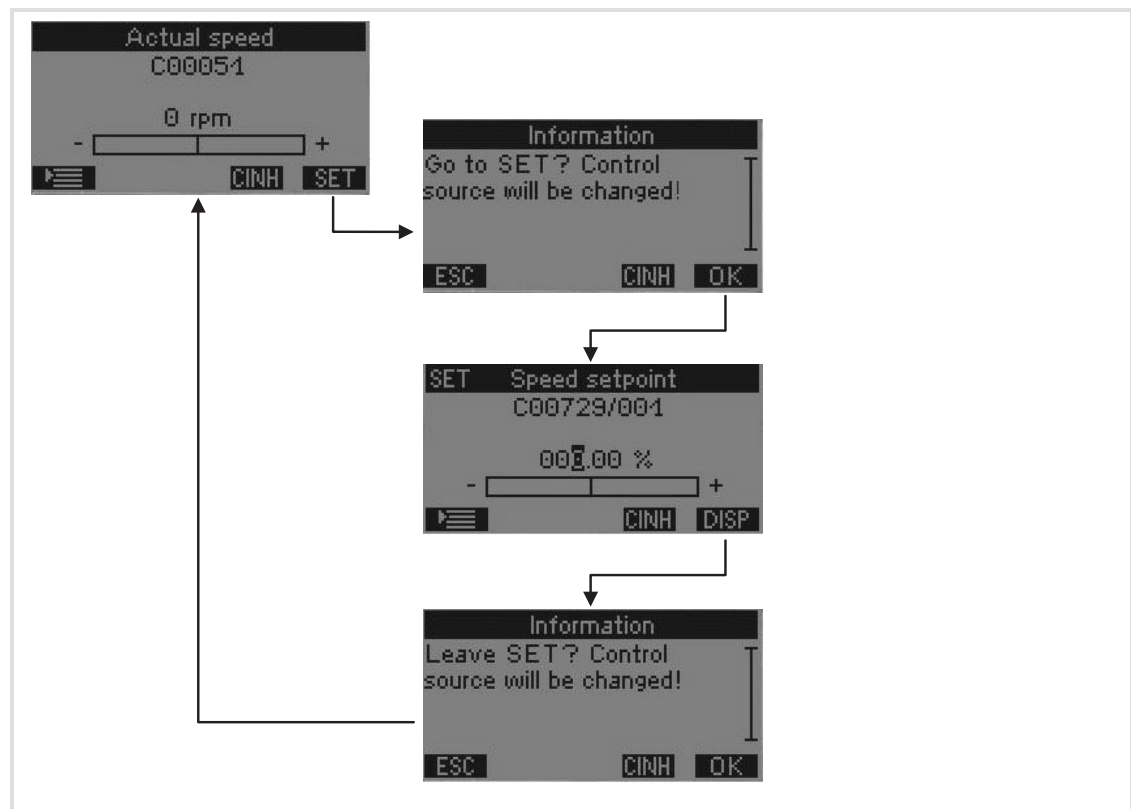 Actual speed
C00051
0 rpm
- +
CINH SET
Information
Go to SET? Control
source will be changed!
ESC CINH OK
SET Speed setpoint
C00729/001
000.00 %
- +
CINH DISP
Information
Leave SET? Control
source will be changed!
ESC CINH OK